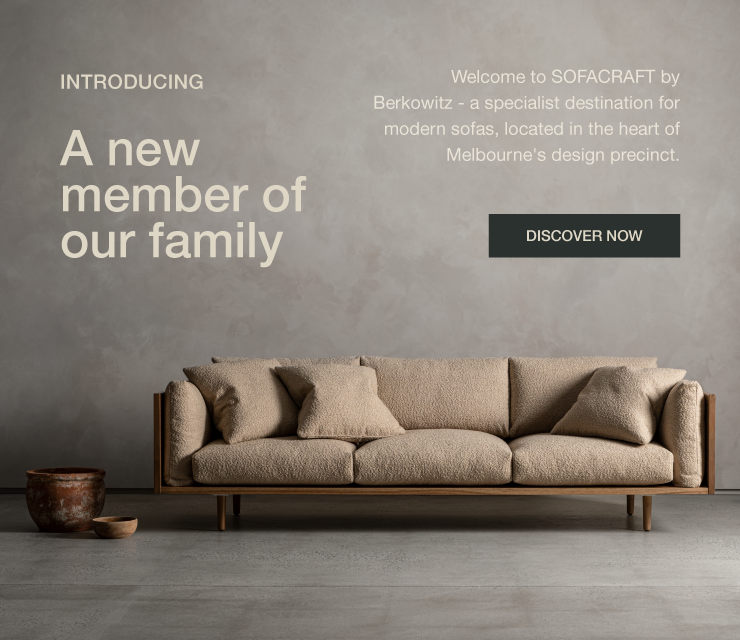 INTRODUCING
A new
member of
our family
Welcome to SOFACRAFT by
Berkowitz - a specialist destination for
modern sofas, located in the heart of
Melbourne's design precinct.
DISCOVER NOW